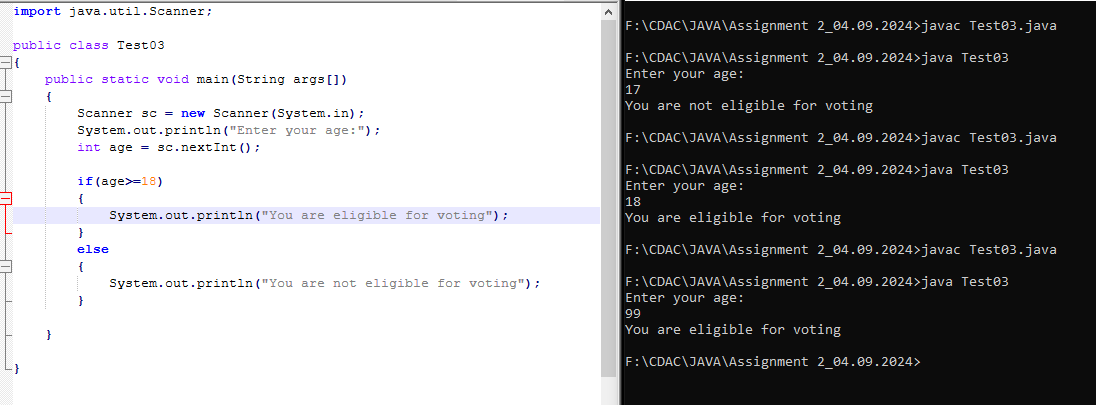 import java.util.Scanner;
public class Test03
{
public static void main(String args[])
{
Scanner sc = new Scanner(System.in);
System.out.println("Enter your age:");
int age = sc.nextInt();
if(age>=18)
{
System.out.println("You are eligible for voting");
}
else
{
System.out.println("You are not eligible for voting");
}
}
}
F:\CDAC\JAVA\Assignment 2_04.09.2024>javac Test03.java
F:\CDAC\JAVA\Assignment 2_04.09.2024>java Test03
Enter your age:
17
You are not eligible for voting
F:\CDAC\JAVA\Assignment 2_04.09.2024>javac Test03.java
F:\CDAC\JAVA\Assignment 2_04.09.2024>java Test03
Enter your age:
18
You are eligible for voting
F:\CDAC\JAVA\Assignment 2_04.09.2024>javac Test03.java
F:\CDAC\JAVA\Assignment 2_04.09.2024>java Test03
Enter your age:
99
You are eligible for voting
F:\CDAC\JAVA\Assignment 2_04.09.2024>